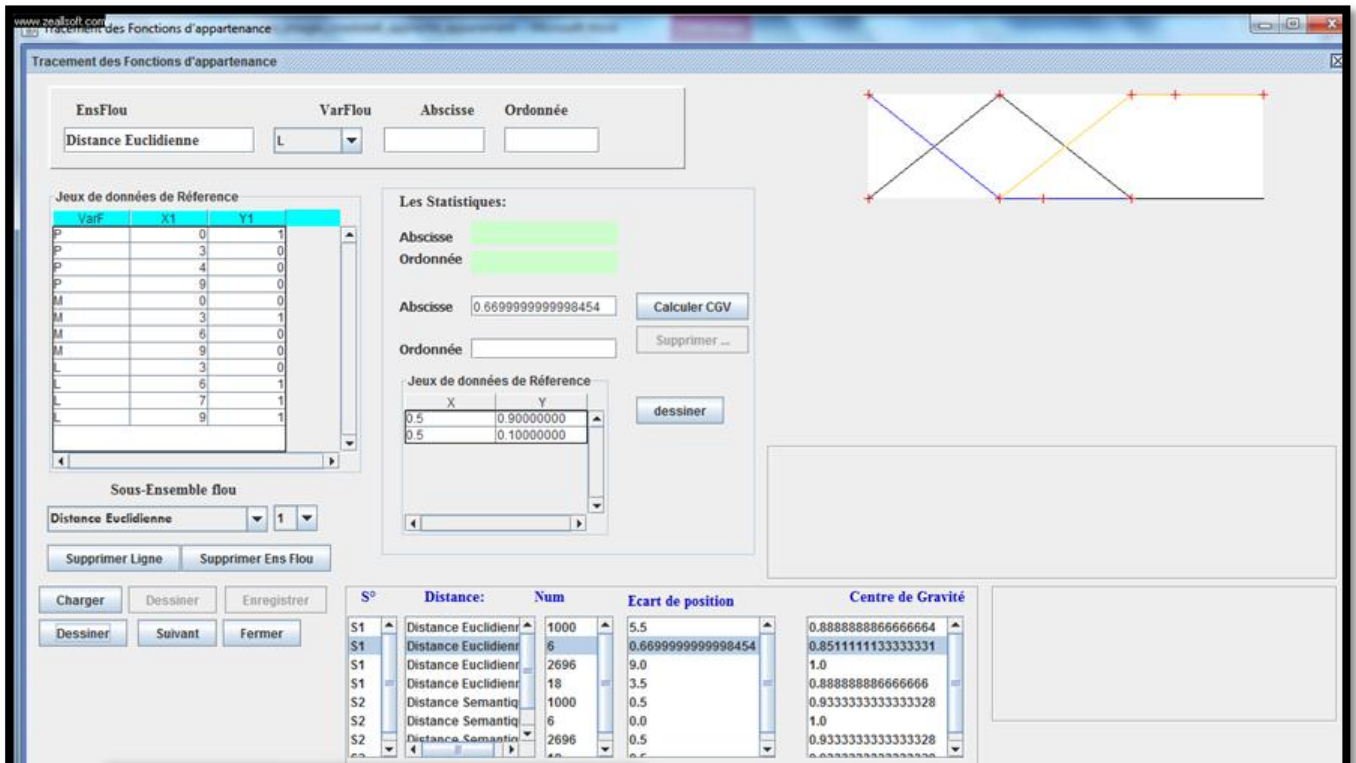 www.zeallsoft.com
Tracement des Fonctions d'appartenance
Tracement des Fonctions d'appartenance
EnsFlou VarFlou Abscisse Ordonnée
Distance Euclidienne L
Jeux de données de Réference
VarF X1 Y1
P 0 1
P 3 0
P 4 0
P 9 0
M 0 0
M 3 1
M 6 0
M 9 0
L 3 0
L 6 1
L 7 1
L 9 1
Sous-Ensemble flou
Distance Euclidienne 1
Supprimer Ligne Supprimer Ens Flou
Charger Dessiner Enregistrer
Dessiner Suivant Fermer
Les Statistiques:
Abscisse
Ordonnée
Abscisse 0.6699999999998454 Calculer CGV
Supprimer ...
Ordonnée
Jeux de données de Réference
X Y
0.5 0.90000000
0.5 0.10000000
dessiner
S° Distance: Num Ecart de position Centre de Gravité
S1 Distance Euclidienr 1000 5.5 0.8888888866666664
S1 Distance Euclidienr 6 0.6699999999998454 0.8511111133333331
S1 Distance Euclidienr 2696 9.0 1.0
S1 Distance Euclidienr 18 3.5 0.888888886666666
S2 Distance Semantiq 1000 0.5 0.9333333333333328
S2 Distance Semantiq 6 0.0 1.0
S2 Distance Semantiq 2696 0.5 0.9333333333333328